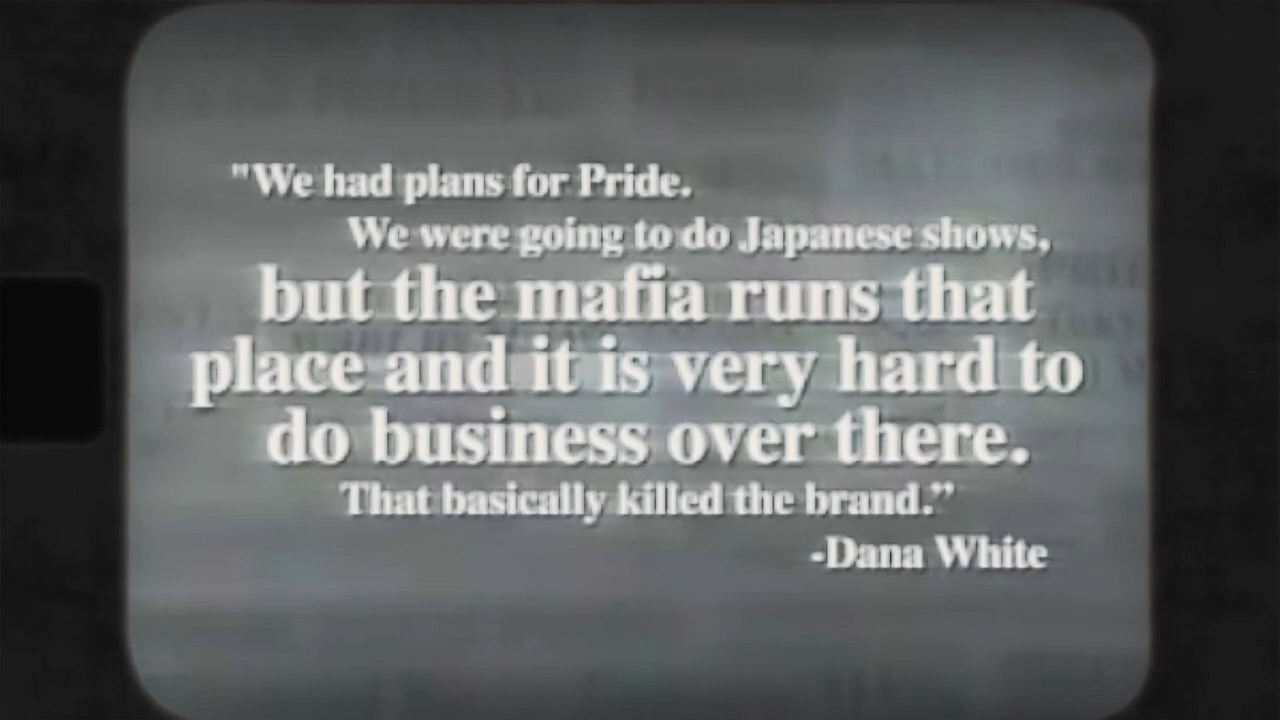 "We had plans for Pride.
We were going to do Japanese shows,
but the mafia runs that
place and it is very hard to
do business over there.
That basically killed the brand.”
-Dana White